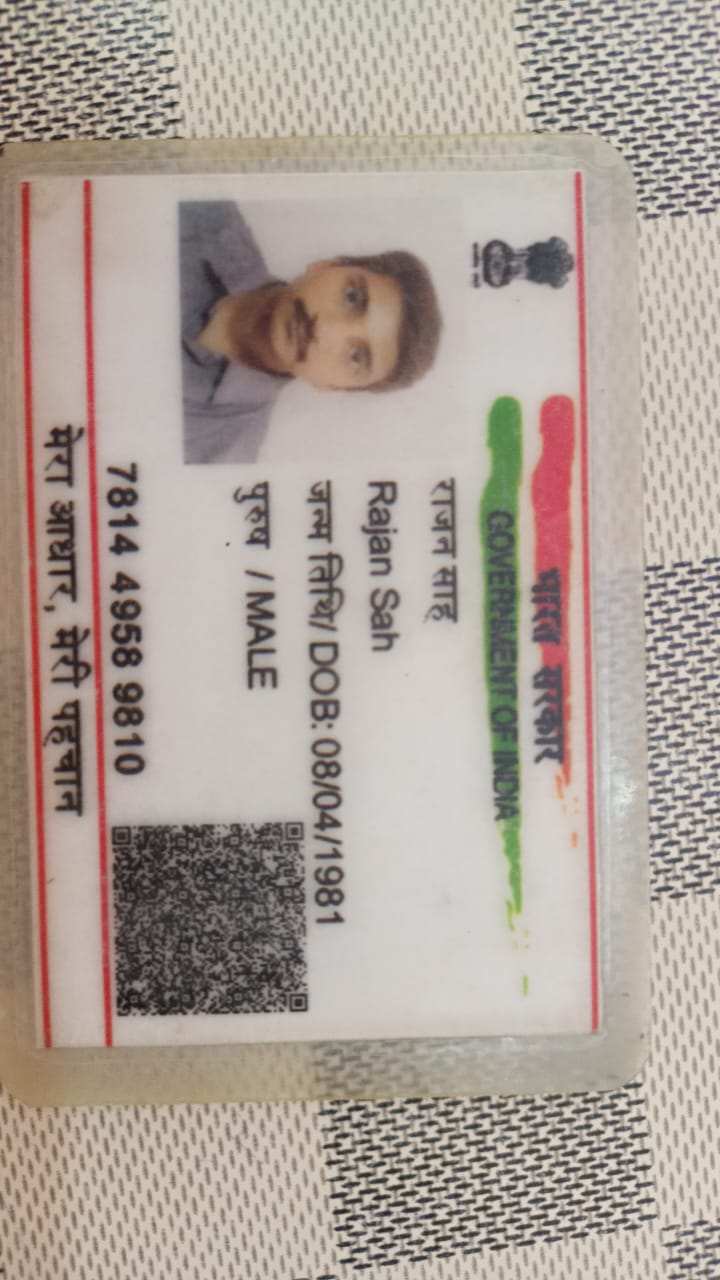 भारत सरकार
GOVERNMENT OF INDIA
राजन साह
Rajan Sah
जन्म तिथि/ DOB: 08/04/1981
पुरुष / MALE
7814 4958 9810
मेरा आधार, मेरी पहचान